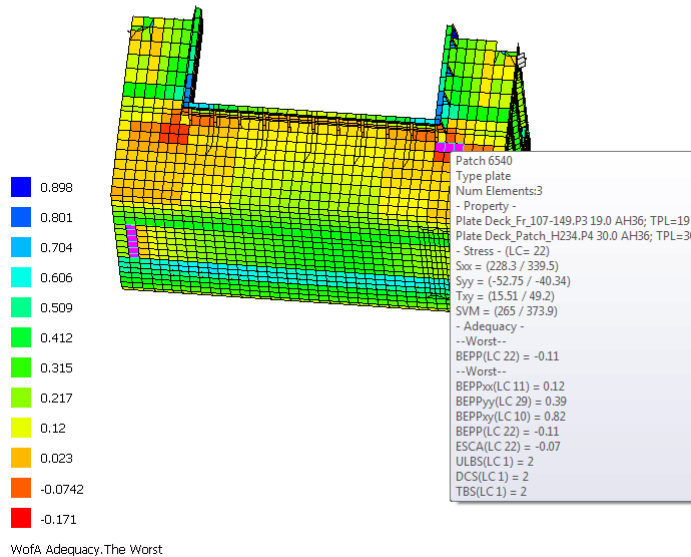 Patch 6540
Type plate
Num Elements:3
- Property -
Plate Deck_Fr_107-149.P3 19.0 AH36; TPL=19
Plate Deck_Patch_H234.P4 30.0 AH36; TPL=30
- Stress - (LC= 22)
Sxx = (228.3 / 339.5)
Syy = (-52.75 / -40.34)
Txy = (15.51 / 49.2)
SVM = (265 / 373.9)
- Adequacy -
--Worst--
BEPP(LC 22) = -0.11
--Worst--
BEPPxx(LC 11) = 0.12
BEPPyy(LC 29) = 0.39
BEPPxy(LC 10) = 0.82
BEPP(LC 22) = -0.11
ESCA(LC 22) = -0.07
ULBS(LC 1) = 2
DCS(LC 1) = 2
TBS(LC 1) = 2
0.898
0.801
0.704
0.606
0.509
0.412
0.315
0.217
0.12
0.023
-0.0742
-0.171
WofA Adequacy.The Worst